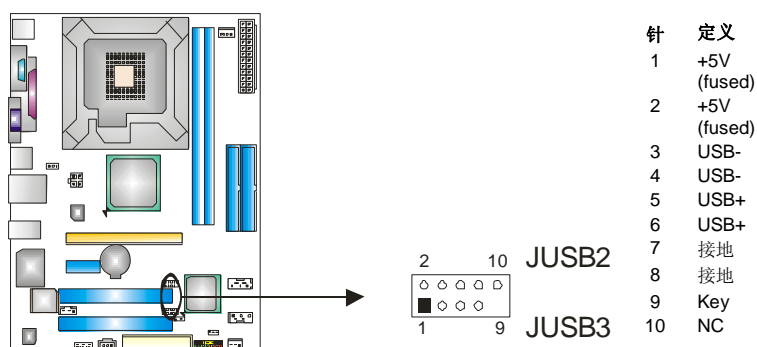 针 定义
1 +5V
(fused)
2 +5V
(fused)
3 USB-
4 USB-
5 USB+
6 USB+
7 接地
8 接地
9 Key
10 NC
2 10 JUSB2
1 9 JUSB3